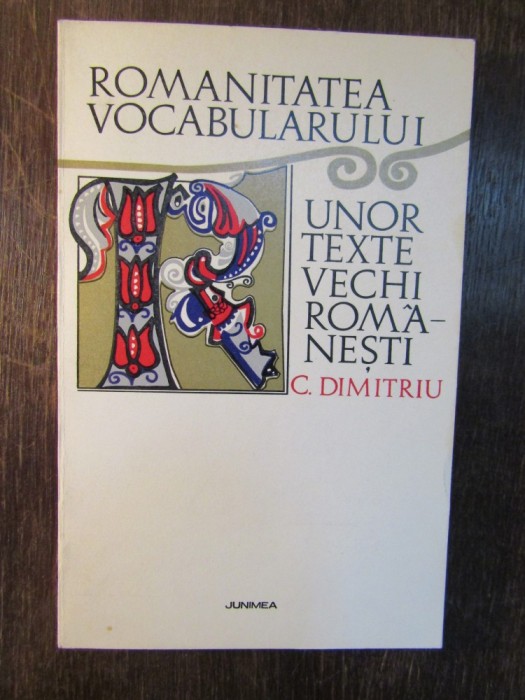 ROMANITATEA
VOCABULARULUI
UNOR
TEXTE
VECHI
ROMÂ-
NEȘTI
C. DIMITRIU
JUNIMEA